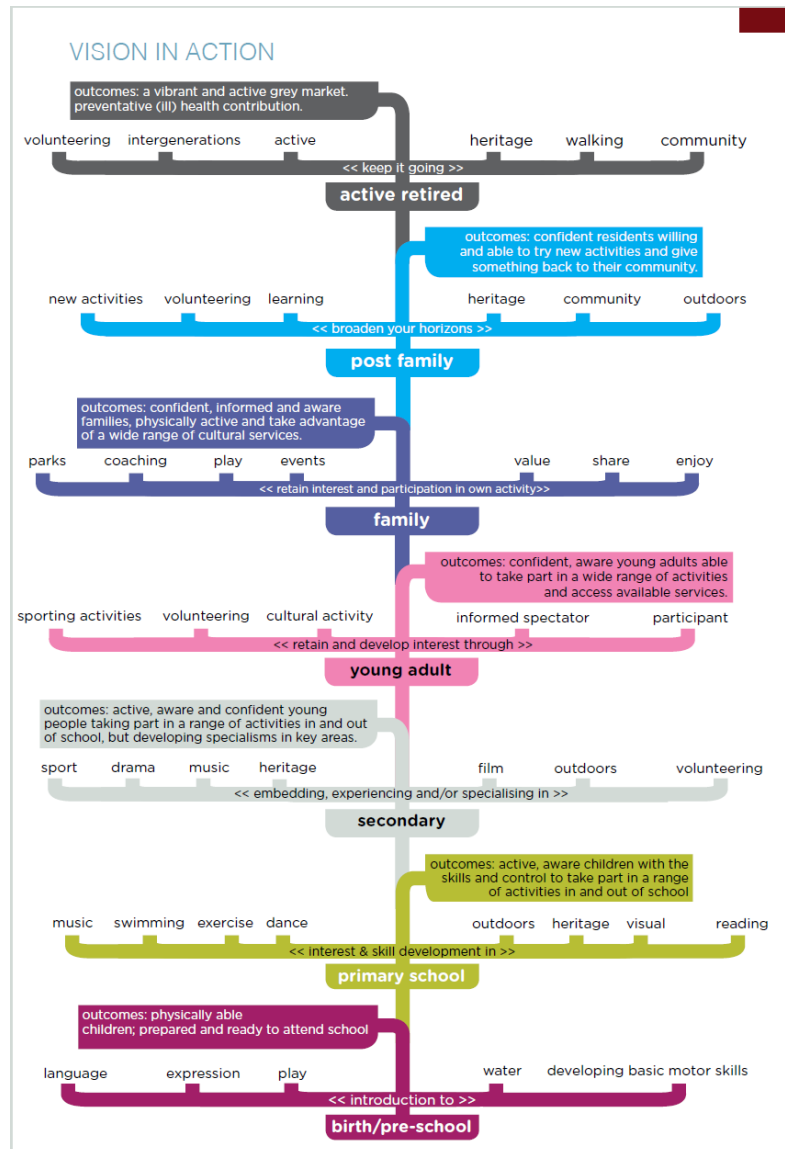 VISION IN ACTION
outcomes: a vibrant and active grey market.
preventative (ill) health contribution.
volunteering intergenerations active heritage walking community
<< keep it going >>
active retired
outcomes: confident residents willing
and able to try new activities and give
something back to their community.
new activities volunteering learning heritage community outdoors
<< broaden your horizons >>
post family
outcomes: confident, informed and aware
families, physically active and take advantage
of a wide range of cultural services.
parks coaching play events value share enjoy
<< retain interest and participation in own activity>>
family
outcomes: confident, aware young adults able
to take part in a wide range of activities
and access available services.
sporting activities volunteering cultural activity informed spectator participant
<< retain and develop interest through >>
young adult
outcomes: active, aware and confident young
people taking part in a range of activities in and out
of school, but developing specialisms in key areas.
sport drama music heritage film outdoors volunteering
<< embedding, experiencing and/or specialising in >>
secondary
outcomes: active, aware children with the
skills and control to take part in a range
of activities in and out of school
music swimming exercise dance outdoors heritage visual reading
<< interest & skill development in >>
primary school
outcomes: physically able
children; prepared and ready to attend school
language expression play water developing basic motor skills
<< introduction to >>
birth/pre-school